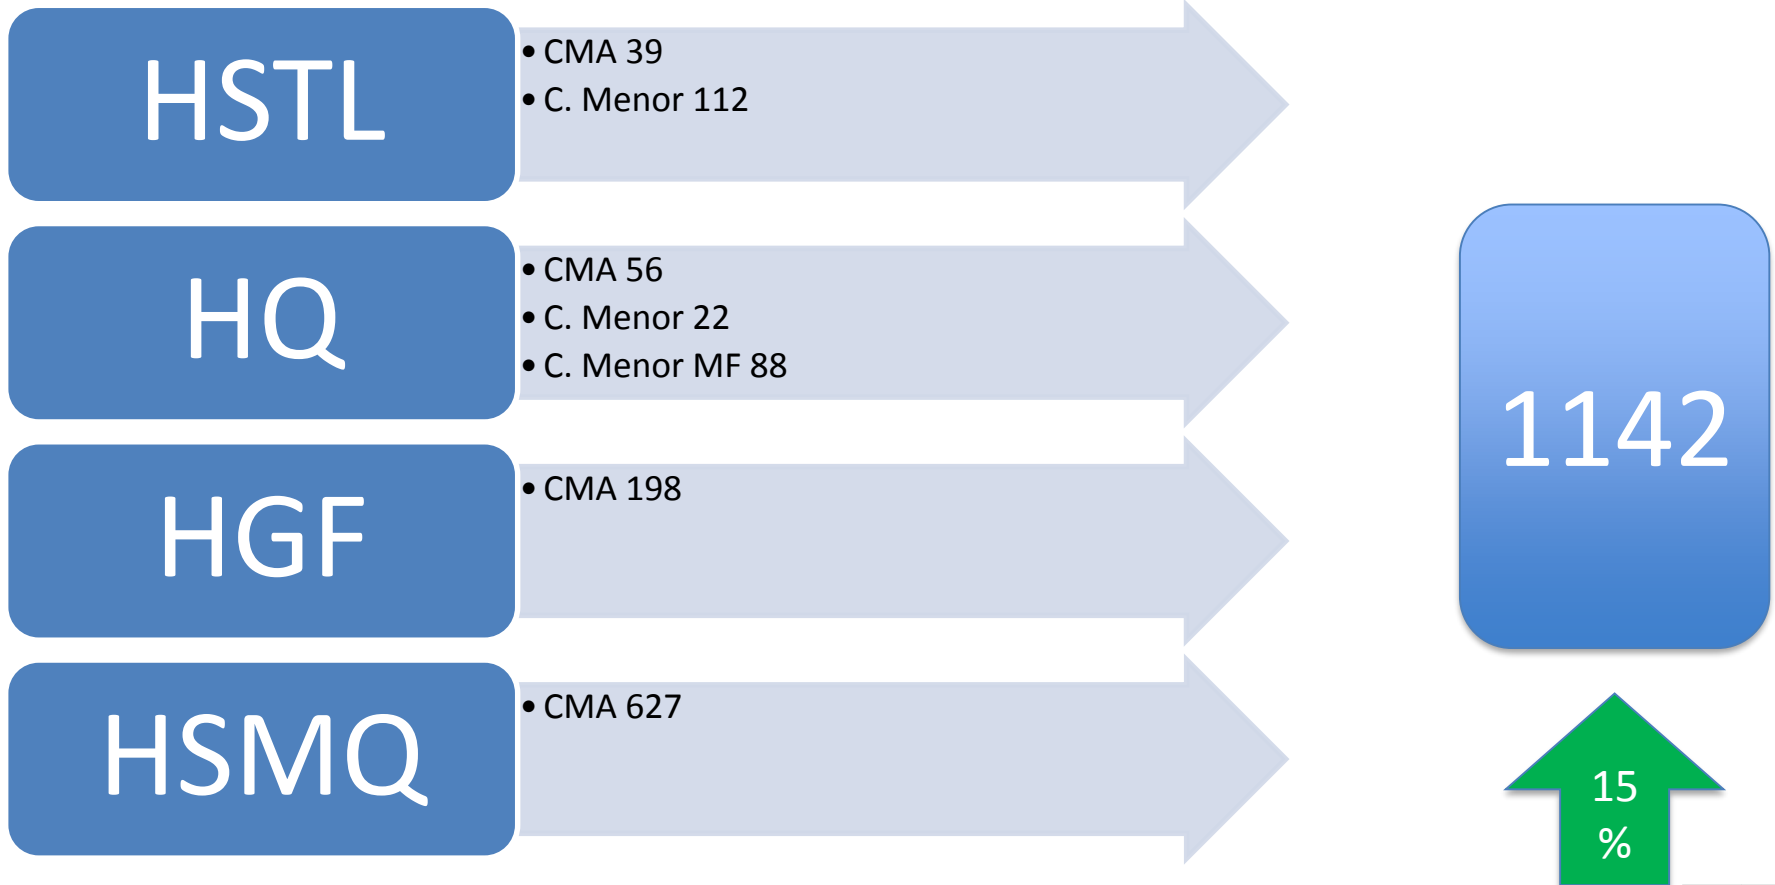 HSTL
• CMA 39
• C. Menor 112
HQ
• CMA 56
• C. Menor 22
• C. Menor MF 88
HGF
• CMA 198
HSMQ
• CMA 627
1142
15
%